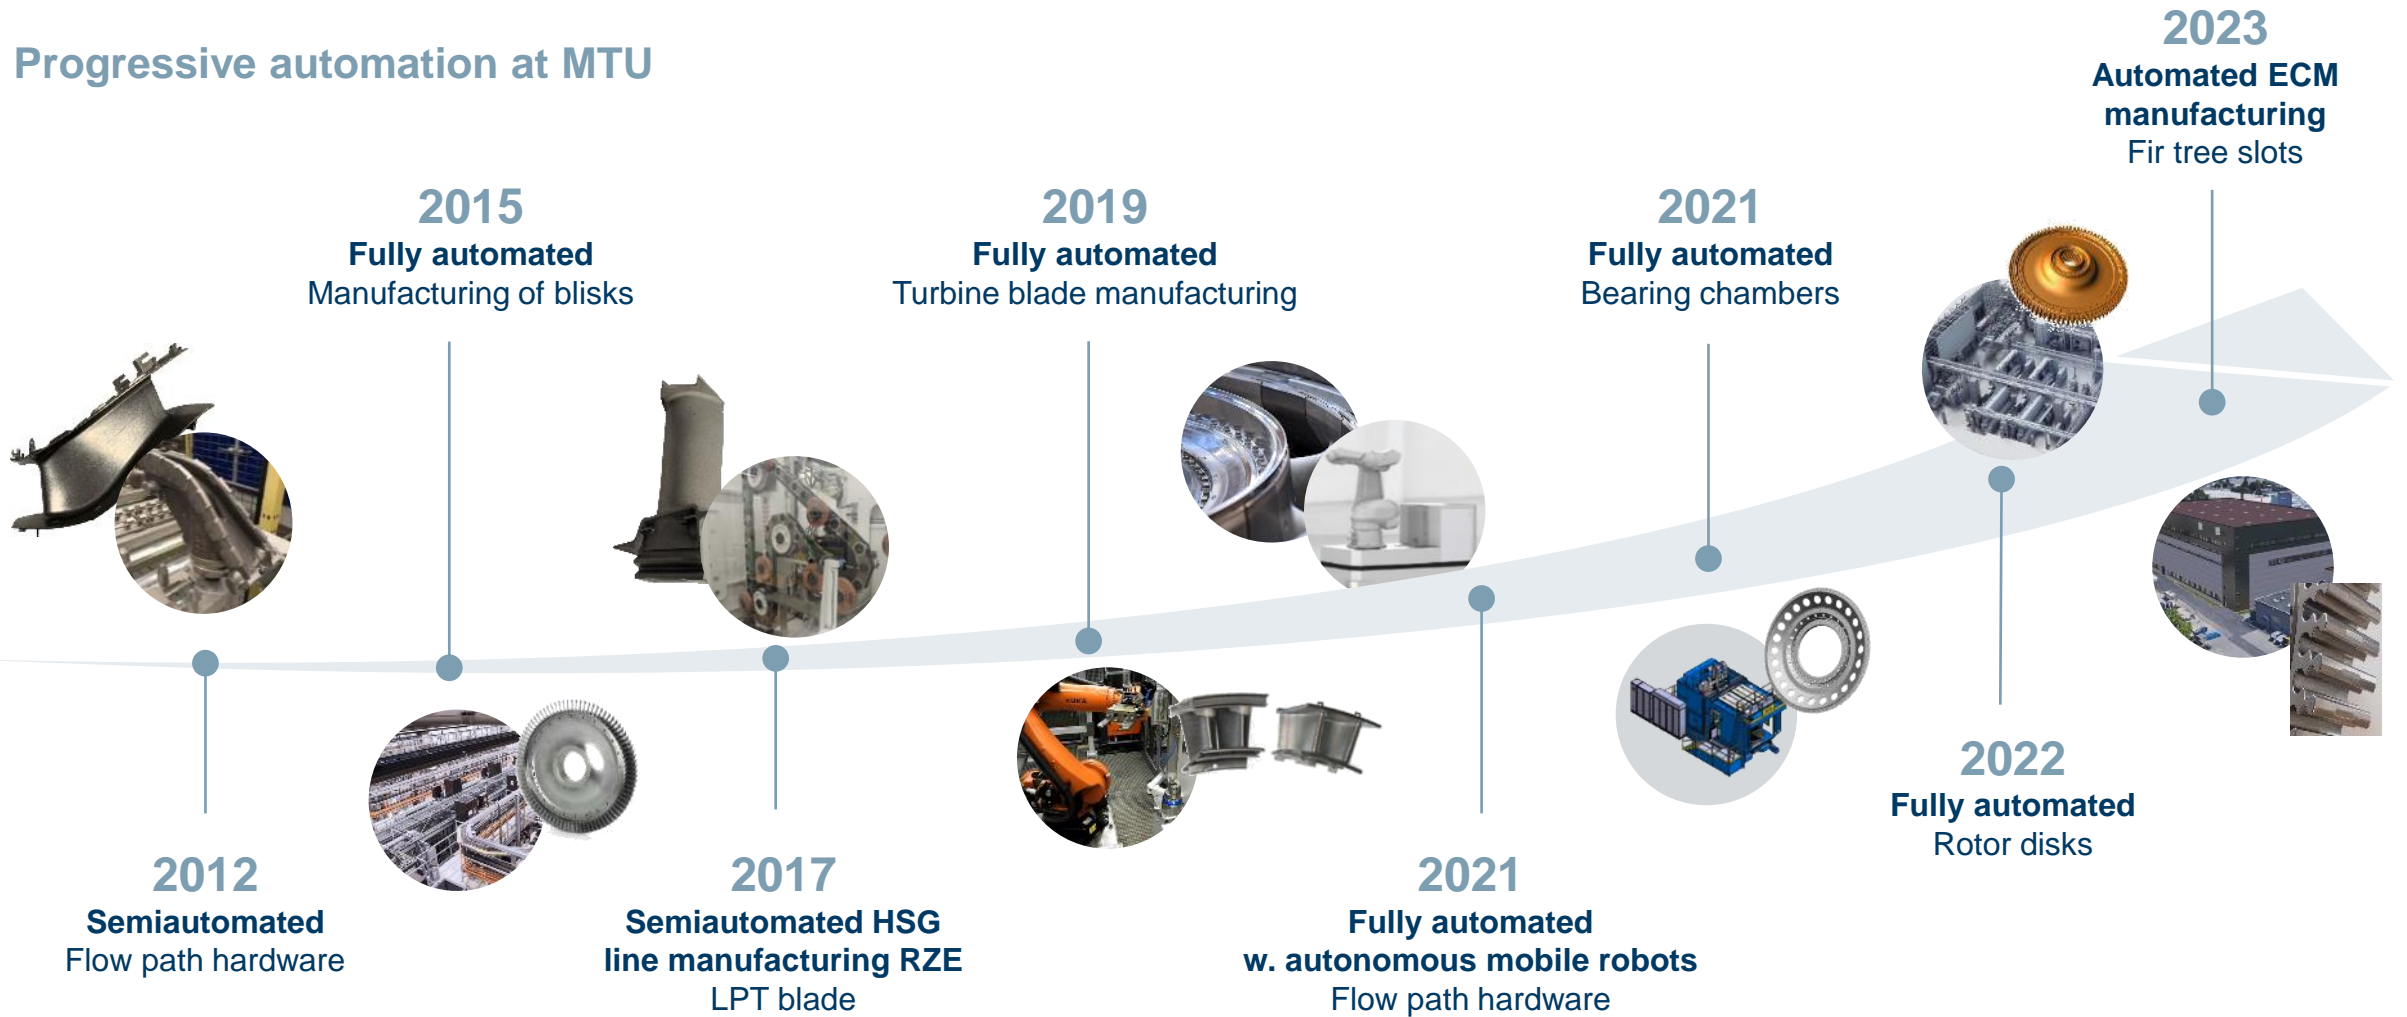 Progressive automation at MTU
2012
Semiautomated
Flow path hardware
2015
Fully automated
Manufacturing of blisks
2017
Semiautomated HSG
line manufacturing RZE
LPT blade
2019
Fully automated
Turbine blade manufacturing
KUKA
2021
Fully automated
w. autonomous mobile robots
Flow path hardware
2021
Fully automated
Bearing chambers
2022
Fully automated
Rotor disks
2023
Automated ECM
manufacturing
Fir tree slots